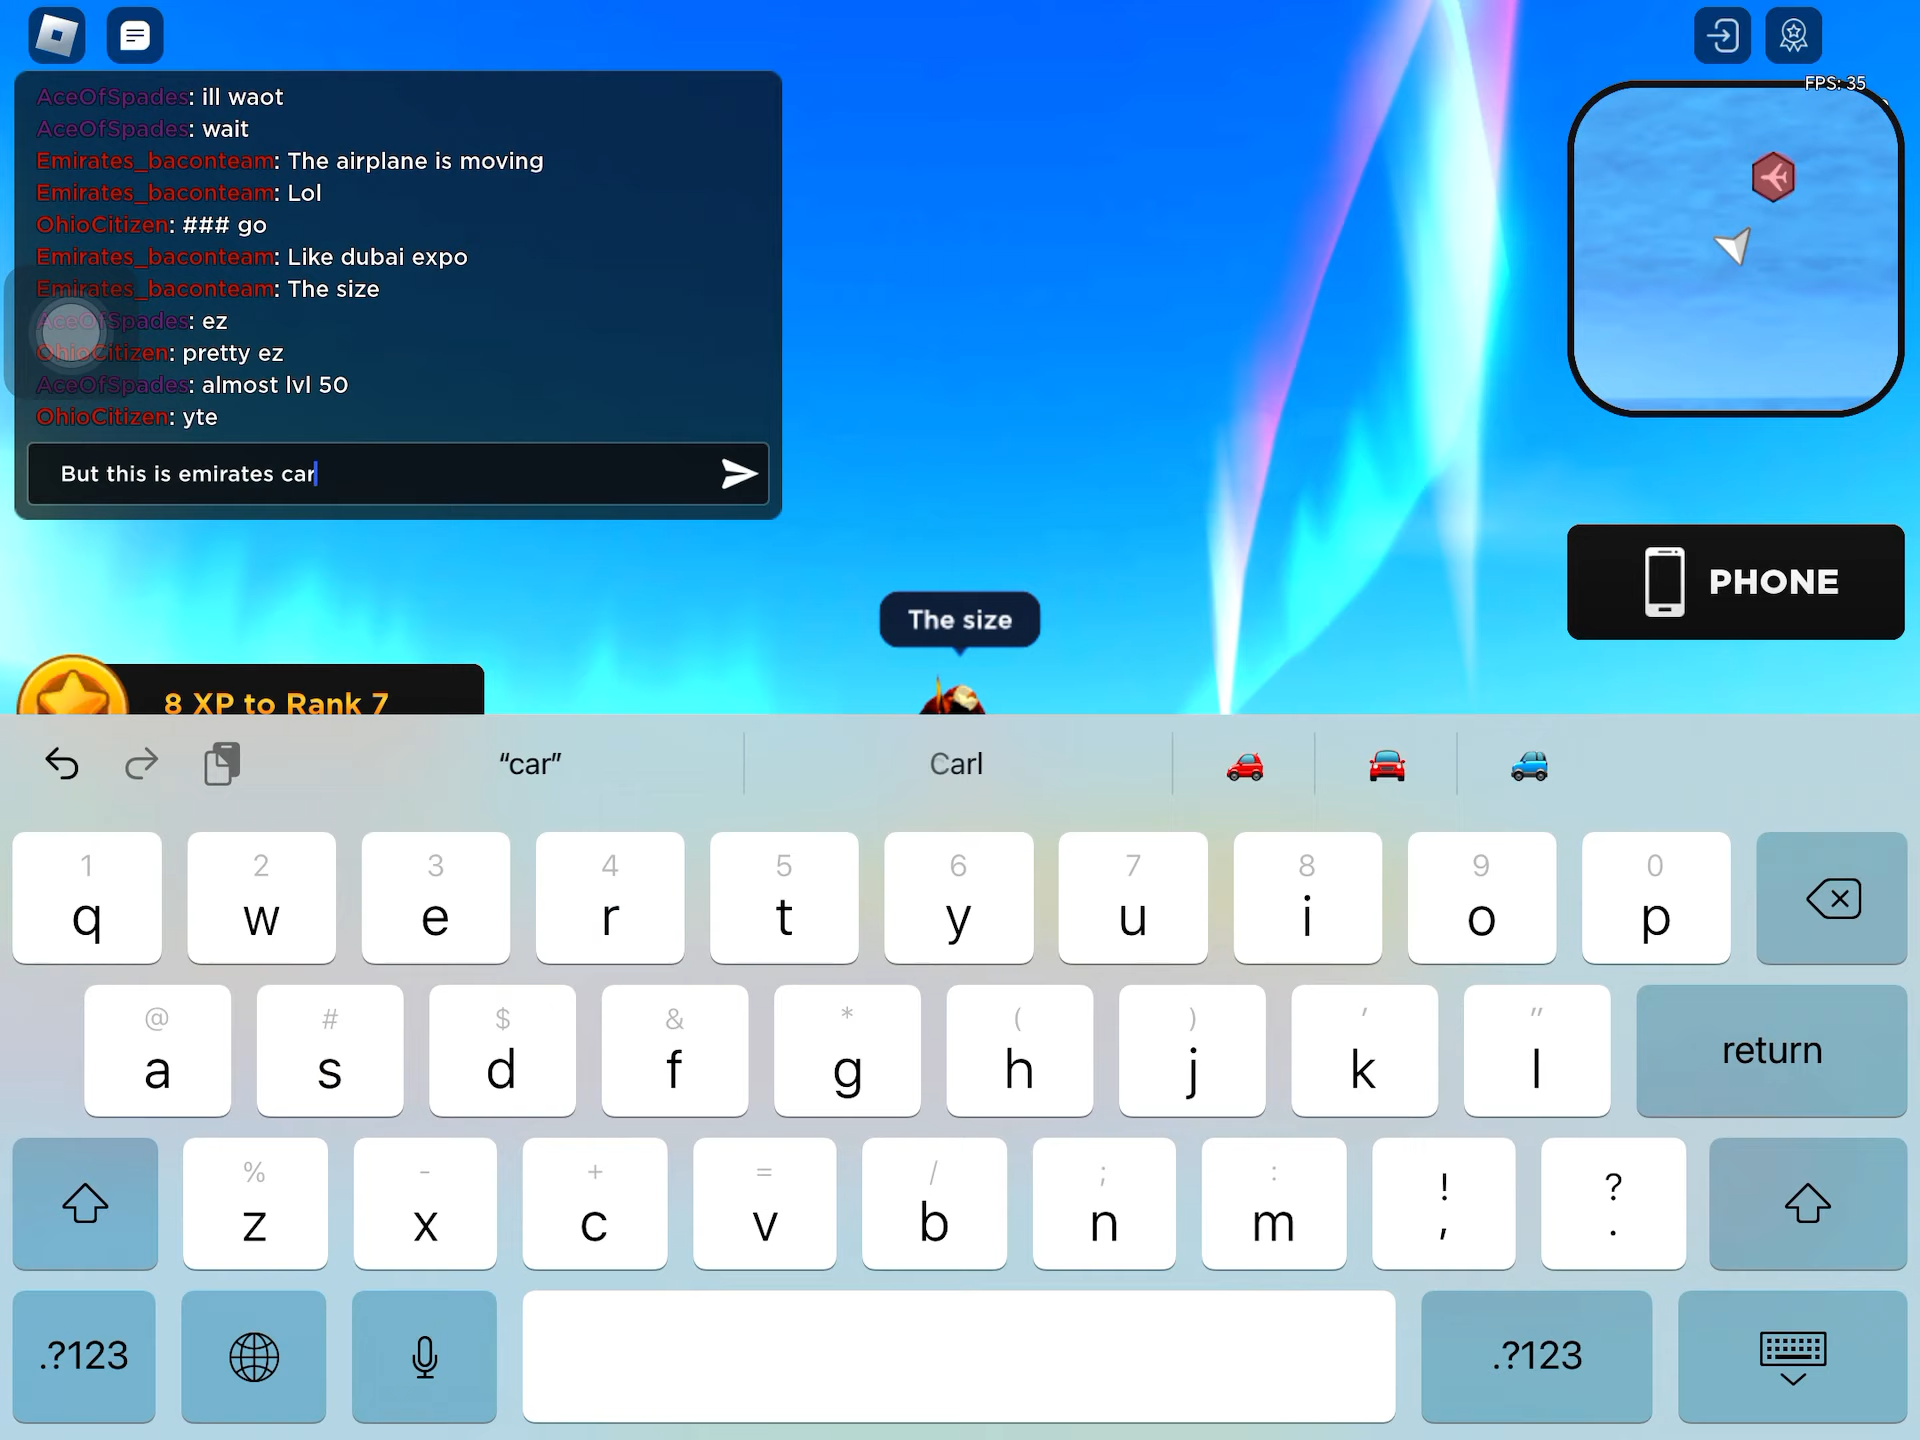 FPS: 35
AceOfSpades: ill waot
AceOfSpades: wait
Emirates_baconteam: The airplane is moving
Emirates_baconteam: Lol
OhioCitizen: ### go
Emirates_baconteam: Like dubai expo
Emirates_baconteam: The size
AceOfSpades: ez
OhioCitizen: pretty ez
AceOfSpades: almost lvl 50
OhioCitizen: yte
But this is emirates car
PHONE
The size
8 XP to Rank 7
“car” Carl
1 2 3 4 5 6 7 8 9 0
q w e r t y u i o p
@ # $ & * ( ) ' "
a s d f g h j k l return
% - + = / ; : ! ?
z x c v b n m , .
.?123 .?123